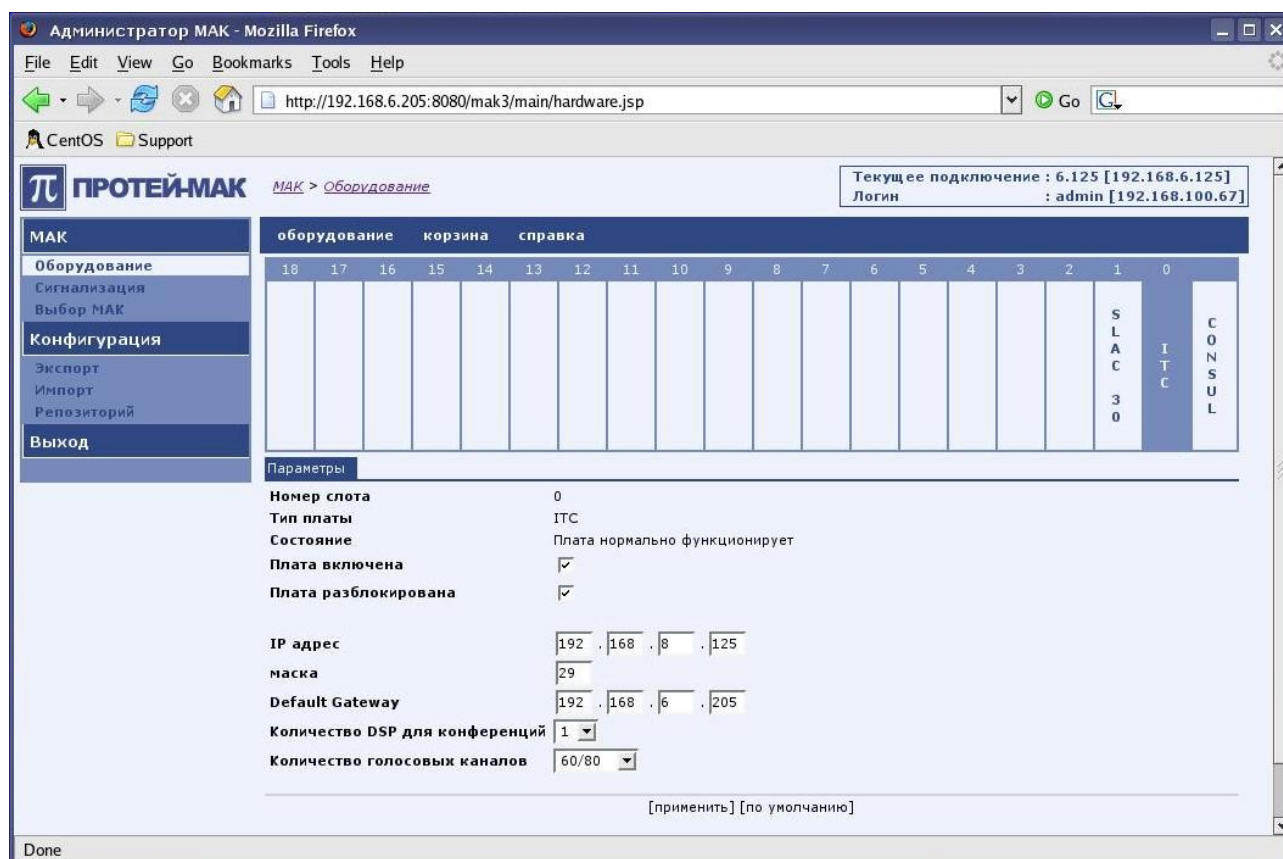 Администратор МАК - Mozilla Firefox
File Edit View Go Bookmarks Tools Help
http://192.168.6.205:8080/mak3/main/hardware.jsp Go G
CentOS Support
π ПРОТЕЙ-МАК МАК > Оборудование
Текущее подключение : 6.125 [192.168.6.125]
Логин : admin [192.168.100.67]
МАК
Оборудование
Сигнализация
Выбор МАК
Конфигурация
Экспорт
Импорт
Репозиторий
Выход
оборудование корзина справка
18 17 16 15 14 13 12 11 10 9 8 7 6 5 4 3 2 1 0
SLAC 30
ITC
CONSUL
Параметры
Номер слота 0
Тип платы ITC
Состояние Плата нормально функционирует
Плата включена
Плата разблокирована
IP адрес 192 . 168 . 8 . 125
маска 29
Default Gateway 192 . 168 . 6 . 205
Количество DSP для конференций 1
Количество голосовых каналов 60/80
[применить] [по умолчанию]
Done